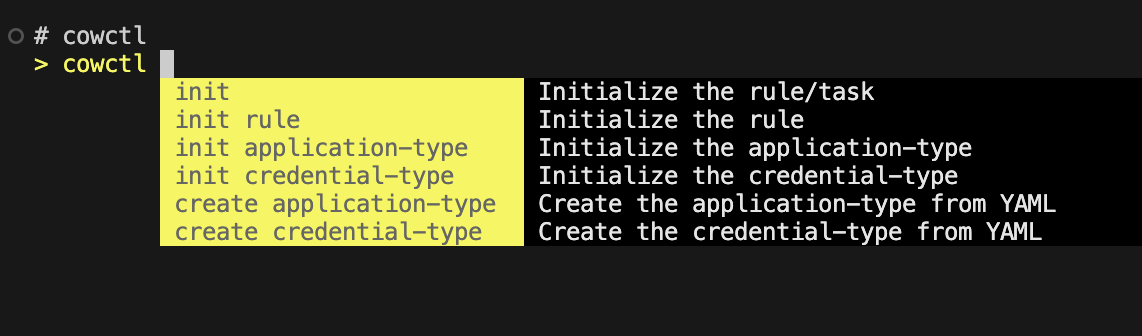 # cowctl
> cowctl
init Initialize the rule/task
init rule Initialize the rule
init application-type Initialize the application-type
init credential-type Initialize the credential-type
create application-type Create the application-type from YAML
create credential-type Create the credential-type from YAML